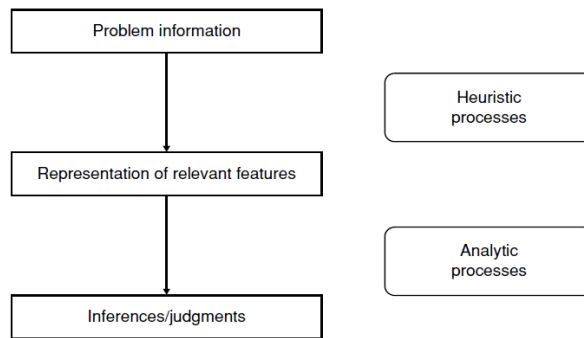 Problem information
Heuristic
processes
Representation of relevant features
Analytic
processes
Inferences/judgments